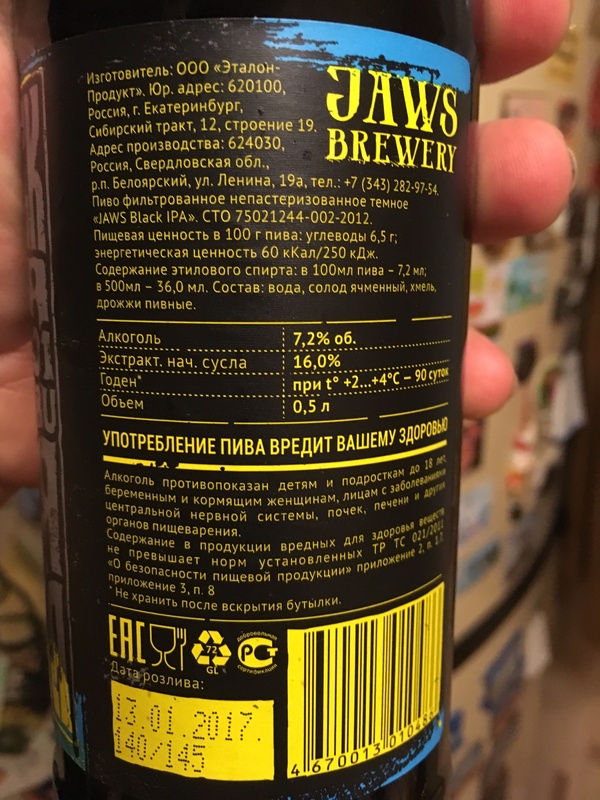 Изготовитель: ООО «Эталон-
Продукт». Юр. адрес: 620100,
Россия, г. Екатеринбург,
Сибирский тракт, 12, строение 19.
Адрес производства: 624030,
Россия, Свердловская обл.,
р.п. Белоярский, ул. Ленина, 19а, тел.: +7 (343) 282-97-54.
JAWS
BREWERY
Пиво фильтрованное непастеризованное темное
«JAWS Black IPA». СТО 75021244-002-2012.
Пищевая ценность в 100 г пива: углеводы 6,5 г;
энергетическая ценность 60 кКал/250 кДж.
Содержание этилового спирта: в 100мл пива – 7,2 мл;
в 500мл – 36,0 мл. Состав: вода, солод ячменный, хмель,
дрожжи пивные.
Алкоголь 7,2% об.
Экстракт. нач. сусла 16,0%
Годен* при t° +2...+4°C – 90 суток
Объем 0,5 л
УПОТРЕБЛЕНИЕ ПИВА ВРЕДИТ ВАШЕМУ ЗДОРОВЬЮ
Алкоголь противопоказан детям и подросткам до 18 лет,
беременным и кормящим женщинам, лицам с заболеваниями
центральной нервной системы, почек, печени и других
органов пищеварения.
Содержание в продукции вредных для здоровья веществ
не превышает норм установленных ТР ТС 021/2011
«О безопасности пищевой продукции» приложение 2, п. 1.7,
приложение 3, п. 8
* Не хранить после вскрытия бутылки.
EAC
72
GL
добровольная
РСТ
сертификация
Дата розлива:
13.01.2017.
140/145
4 670013 0104